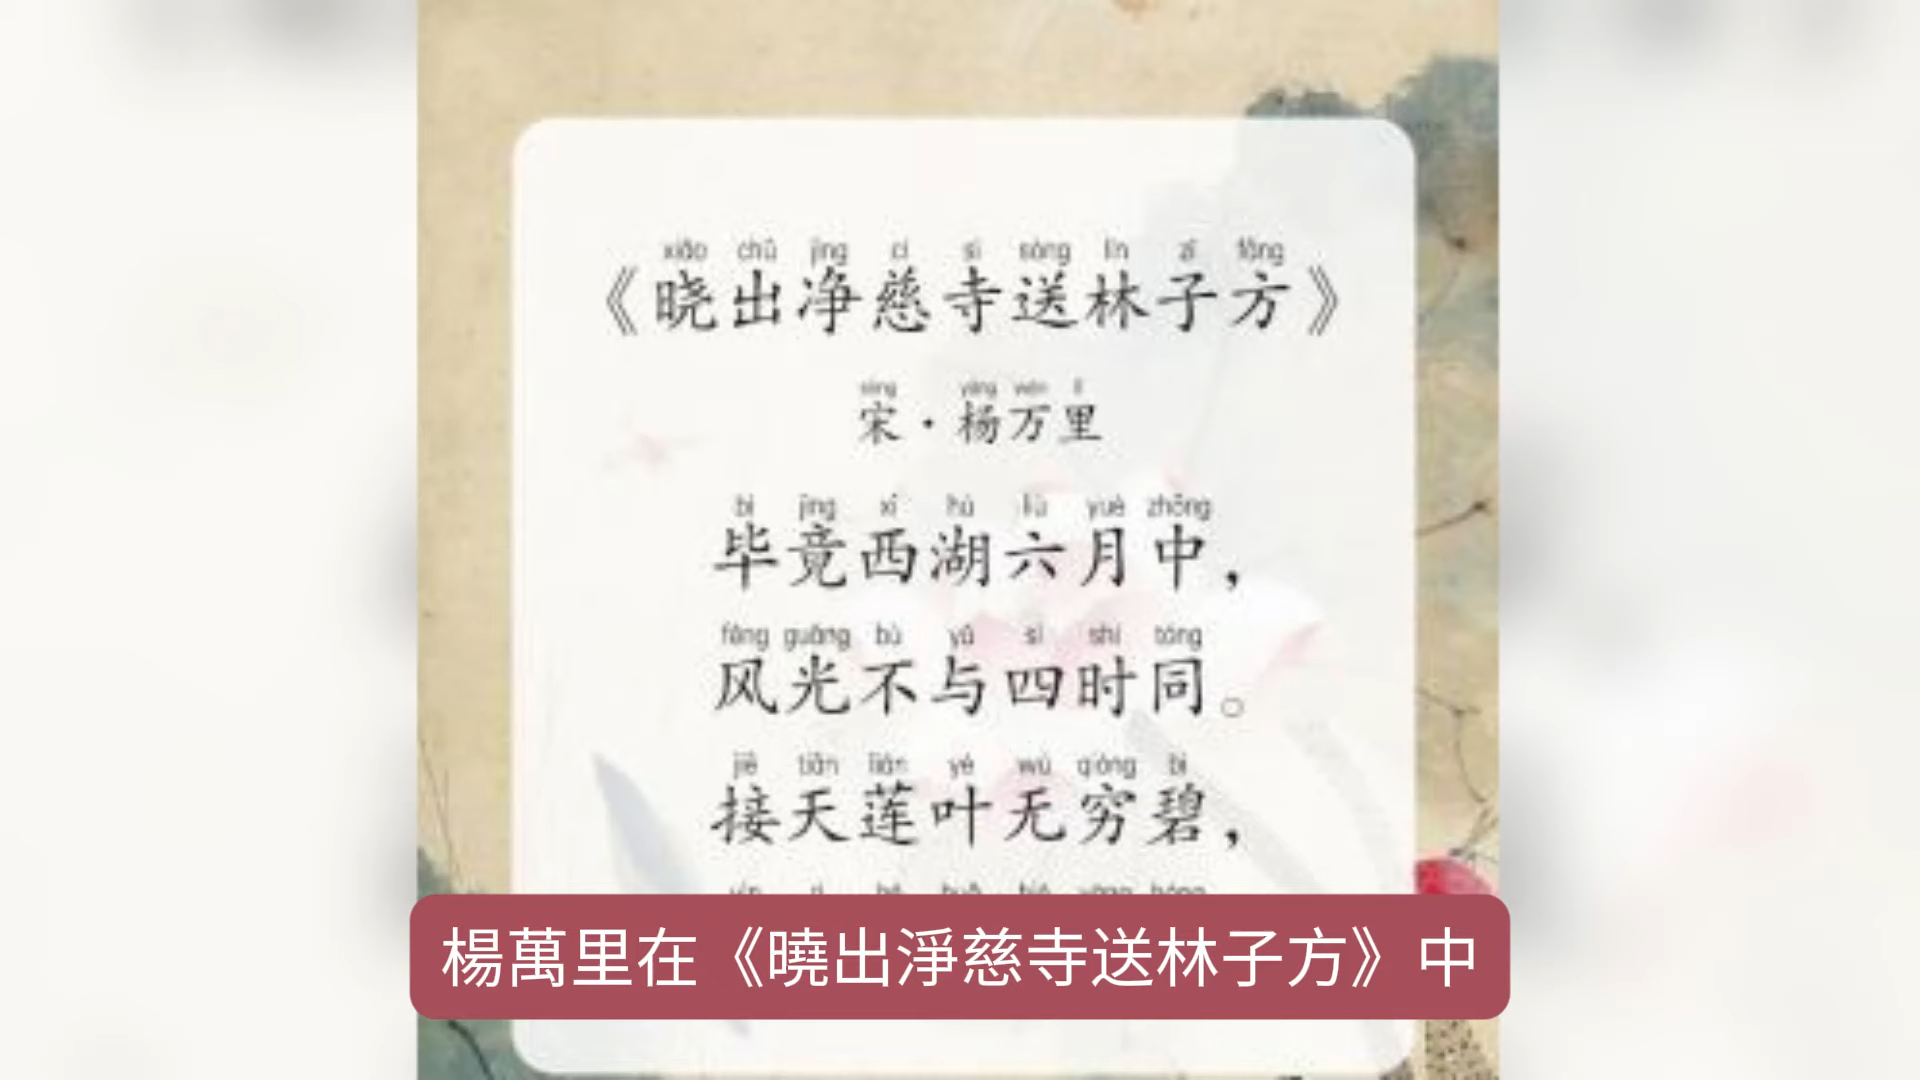 xiǎo chū jìng cí sì sòng lín zǐ fāng
《晓出净慈寺送林子方》
sòng yáng wàn lǐ
宋·杨万里
bì jìng xī hú liù yuè zhōng
毕竟西湖六月中，
fēng guāng bù yǔ sì shí tóng
风光不与四时同。
jiē tiān lián yè wú qióng bì
接天莲叶无穷碧，
楊萬里在《曉出淨慈寺送林子方》中